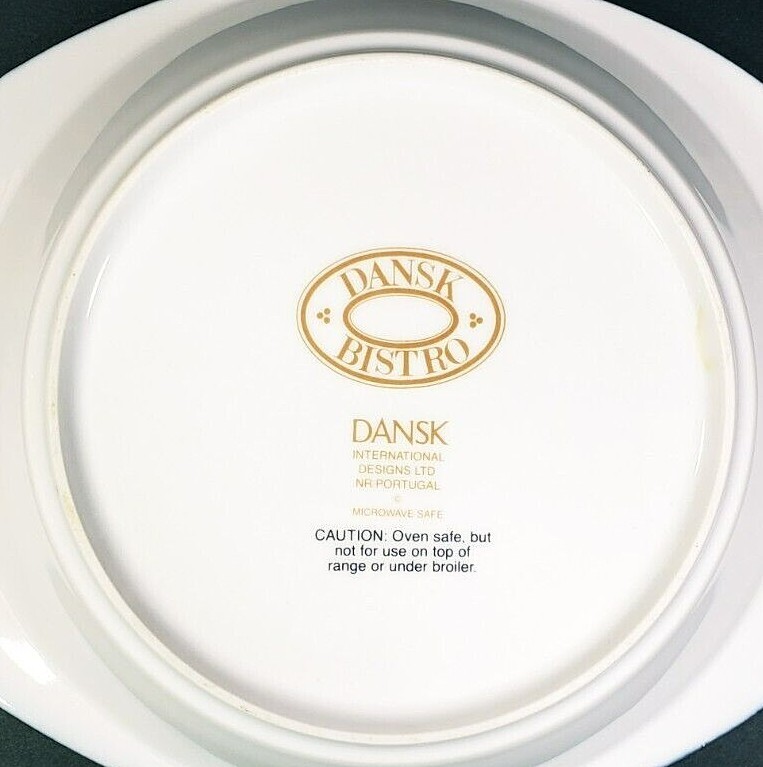 DANSK
BISTRO
DANSK
INTERNATIONAL
DESIGNS LTD
NR PORTUGAL
©
MICROWAVE SAFE
CAUTION: Oven safe, but
not for use on top of
range or under broiler.